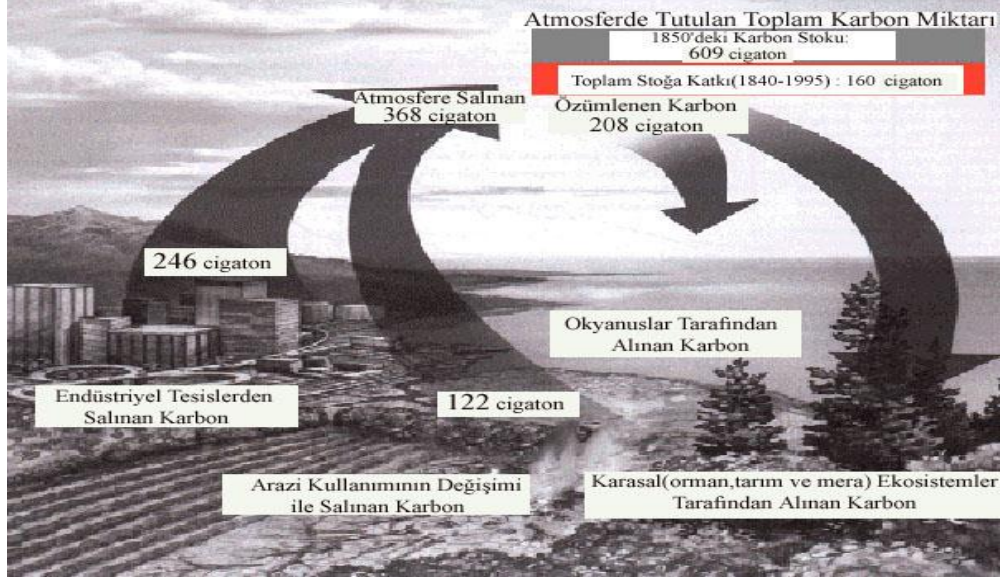 Atmosferde Tutulan Toplam Karbon Miktarı
1850'deki Karbon Stoku:
609 cigaton
Toplam Stoğa Katkı(1840-1995) : 160 cigaton
Atmosfere Salınan
368 cigaton
Özümlenen Karbon
208 cigaton
246 cigaton
Okyanuslar Tarafından
Alınan Karbon
Endüstriyel Tesislerden
Salınan Karbon
122 cigaton
Arazi Kullanımının Değişimi
ile Salınan Karbon
Karasal(orman,tarım ve mera) Ekosistemler
Tarafından Alınan Karbon